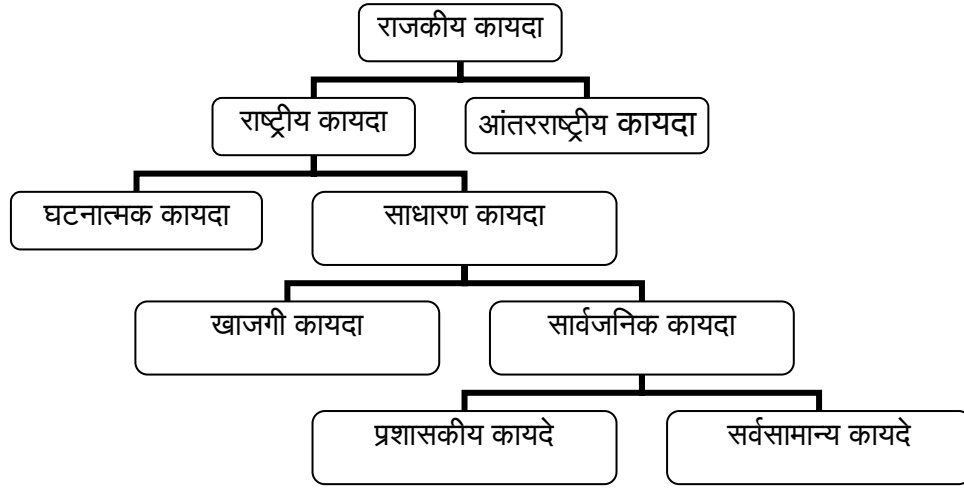 राजकीय कायदा
राष्ट्रीय कायदा
आंतरराष्ट्रीय कायदा
घटनात्मक कायदा
साधारण कायदा
खाजगी कायदा
सार्वजनिक कायदा
प्रशासकीय कायदे
सर्वसामान्य कायदे